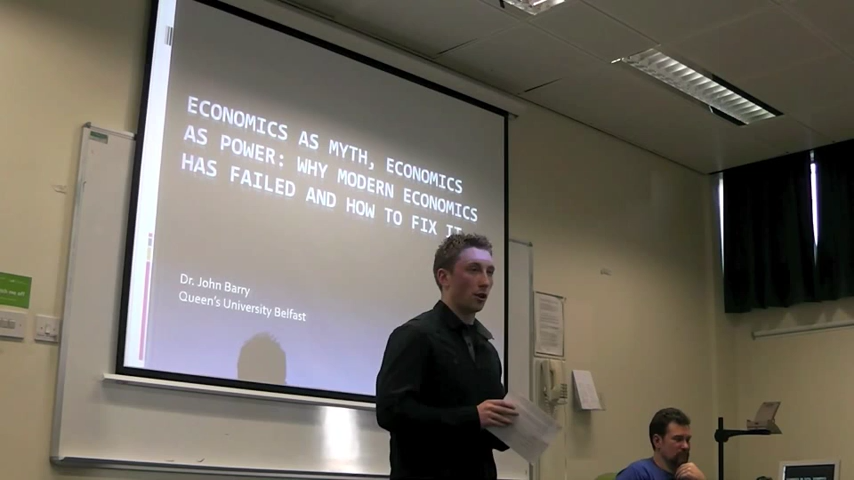 ECONOMICS AS MYTH, ECONOMICS
AS POWER: WHY MODERN ECONOMICS
HAS FAILED AND HOW TO FIX IT
Dr. John Barry
Queen's University Belfast